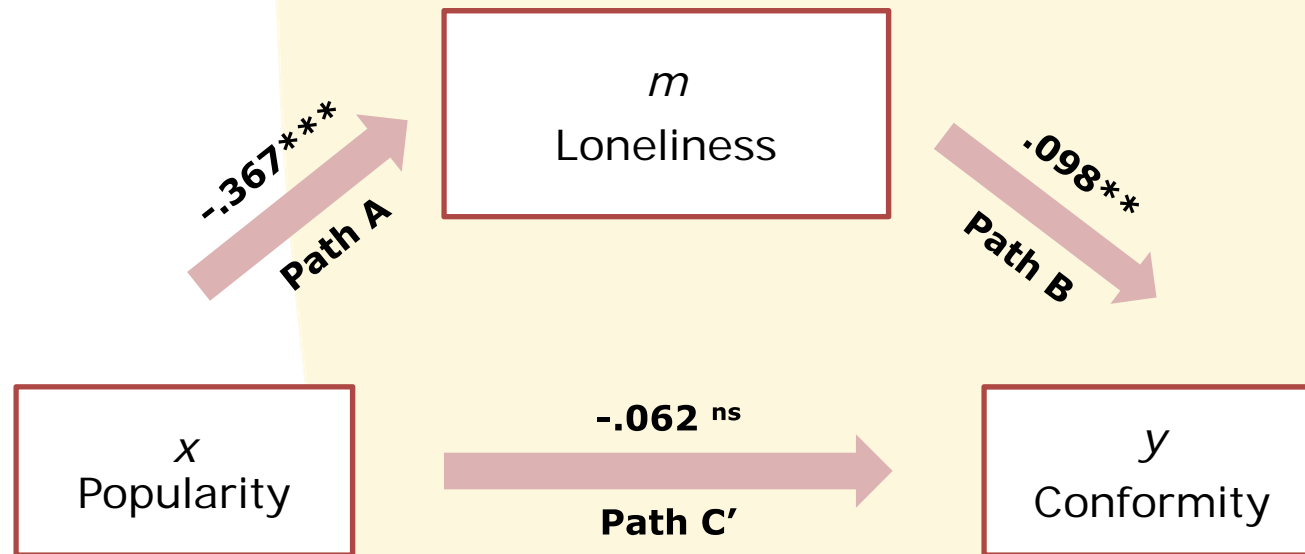 m
Loneliness
-.367***
Path A
.098**
Path B
x
Popularity
-.062 ns
Path C’
y
Conformity